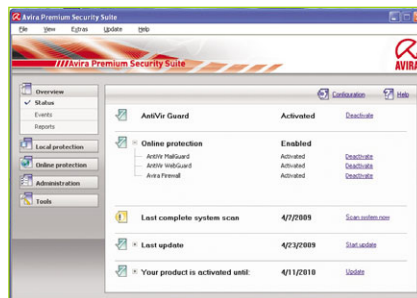 Avira Premium Security Suite
File View Extras Update Help
Avira Premium Security Suite
AVIRA
Overview
Status
Events
Reports
Local protection
Online protection
Administration
Tools
Configuration Help
AntiVir Guard Activated Deactivate
Online protection Enabled
AntiVir MailGuard Activated Deactivate
AntiVir WebGuard Activated Deactivate
Avira Firewall Activated Deactivate
Last complete system scan 4/7/2009 Scan system now
Last update 4/23/2009 Start update
Your product is activated until: 4/11/2010 Update